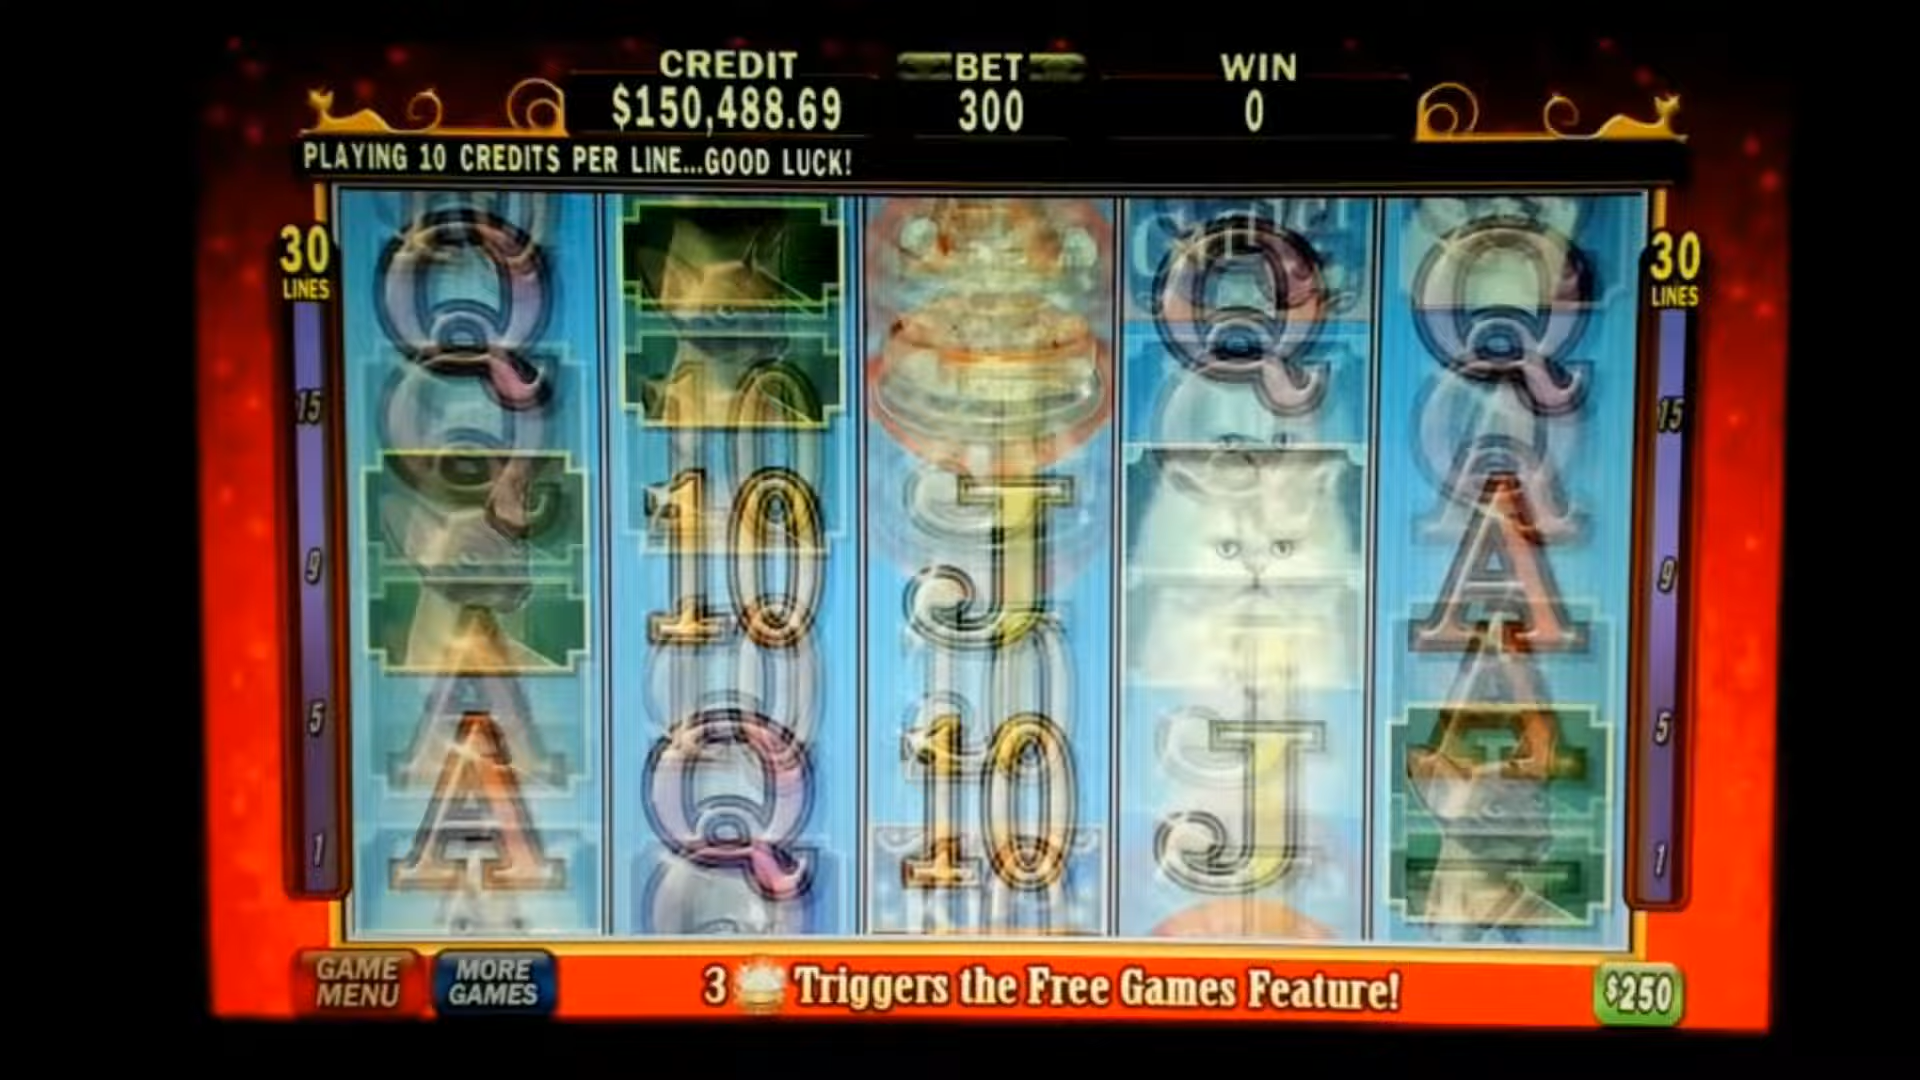 CREDIT BET WIN
$150,488.69 300 0
PLAYING 10 CREDITS PER LINE...GOOD LUCK!
30 30
LINES LINES
Q Q Q
15 10 15
10 J
9 A 9
5 5
A Q 10 J
1 1
GAME MENU
MORE GAMES
3 Triggers the Free Games Feature!
$250